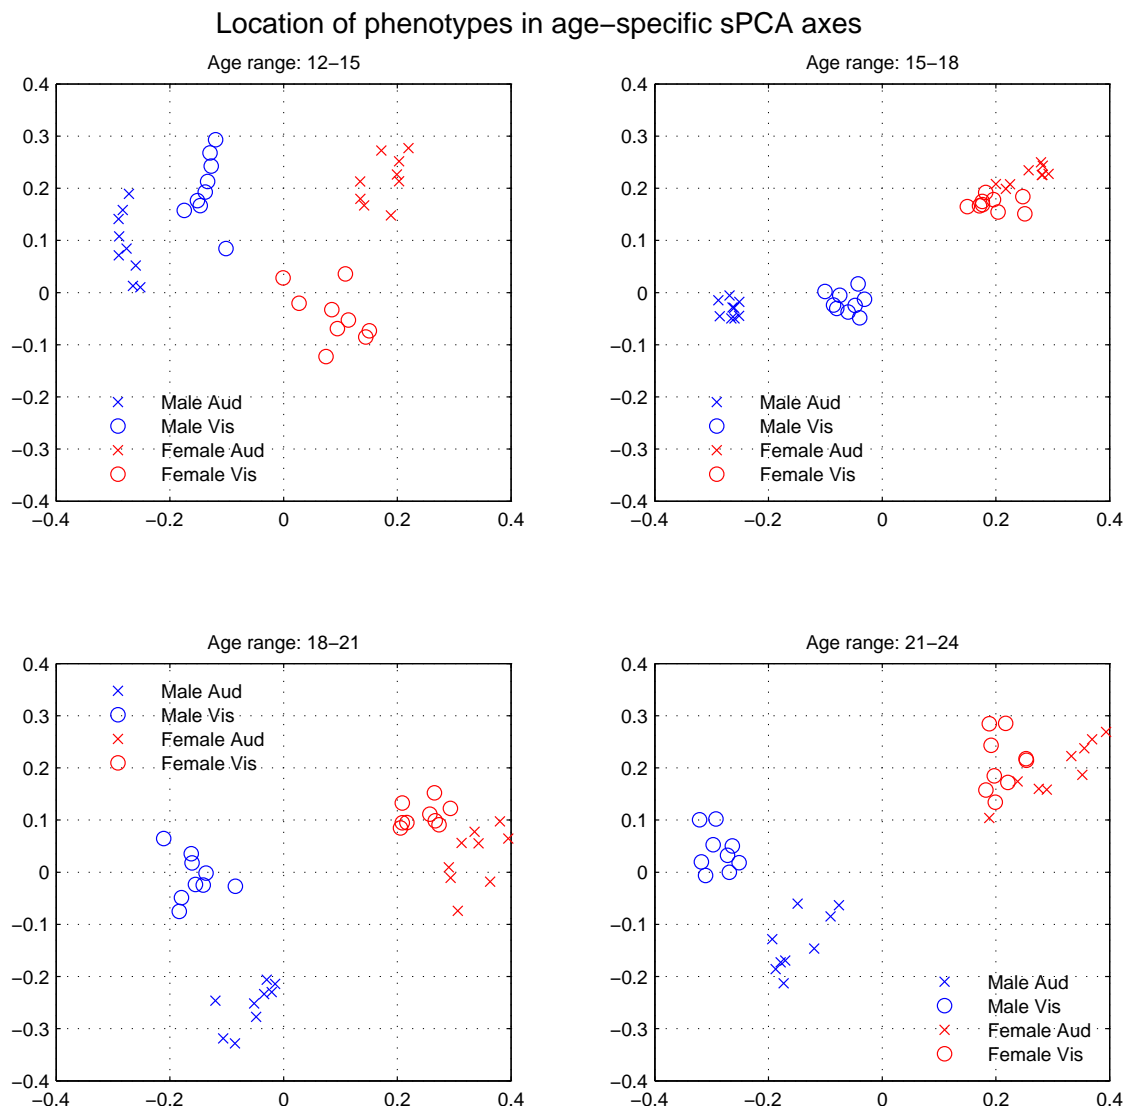 Location of phenotypes in age−specific sPCA axes
Age range: 12−15
0.4
0.3
0.2
0.1
0
−0.1
−0.2
−0.3
−0.4
−0.4
−0.2
0
0.2
0.4
Male Aud
Male Vis
Female Aud
Female Vis
Age range: 15−18
0.4
0.3
0.2
0.1
0
−0.1
−0.2
−0.3
−0.4
−0.4
−0.2
0
0.2
0.4
Male Aud
Male Vis
Female Aud
Female Vis
Age range: 18−21
0.4
0.3
0.2
0.1
0
−0.1
−0.2
−0.3
−0.4
−0.4
−0.2
0
0.2
0.4
Male Aud
Male Vis
Female Aud
Female Vis
Age range: 21−24
0.4
0.3
0.2
0.1
0
−0.1
−0.2
−0.3
−0.4
−0.4
−0.2
0
0.2
0.4
Male Aud
Male Vis
Female Aud
Female Vis